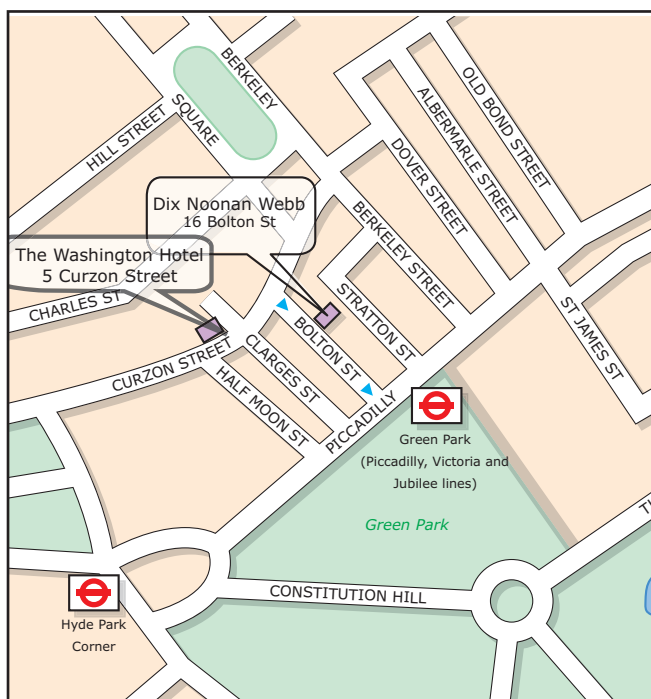 BERKELEY
SQUARE
HILL STREET
OLD BOND STREET
ALBERMARLE STREET
DOVER STREET
Dix Noonan Webb
16 Bolton St
BERKELEY STREET
The Washington Hotel
5 Curzon Street
CHARLES ST
STRATTON ST
ST JAMES ST
BOLTON ST
CURZON STREET
CLARGES ST
HALF MOON ST
PICCADILLY
Green Park
(Piccadilly, Victoria and
Jubilee lines)
Green Park
TH
CONSTITUTION HILL
Hyde Park
Corner